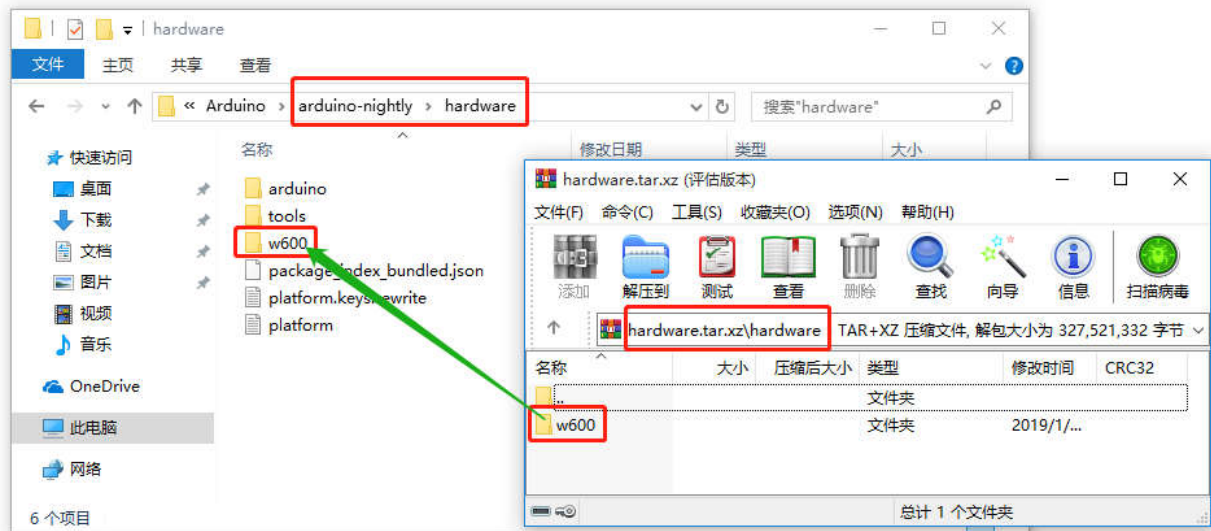 hardware
文件 主页 共享 查看
« Arduino › arduino-nightly › hardware
搜索"hardware"
快速访问
桌面
下载
文档
图片
视频
音乐
OneDrive
此电脑
网络
6 个项目
名称 修改日期 类型 大小
arduino
tools
w600
package_index_bundled.json
platform.keys.rewrite
platform
hardware.tar.xz (评估版本)
文件(F) 命令(C) 工具(S) 收藏夹(O) 选项(N) 帮助(H)
添加 解压到 测试 查看 删除 查找 向导 信息 扫描病毒
hardware.tar.xz\hardware TAR+XZ 压缩文件, 解包大小为 327,521,332 字节
名称 大小 压缩后大小 类型 修改时间 CRC32
.. 文件夹
w600 文件夹 2019/1/...
总计 1 个文件夹